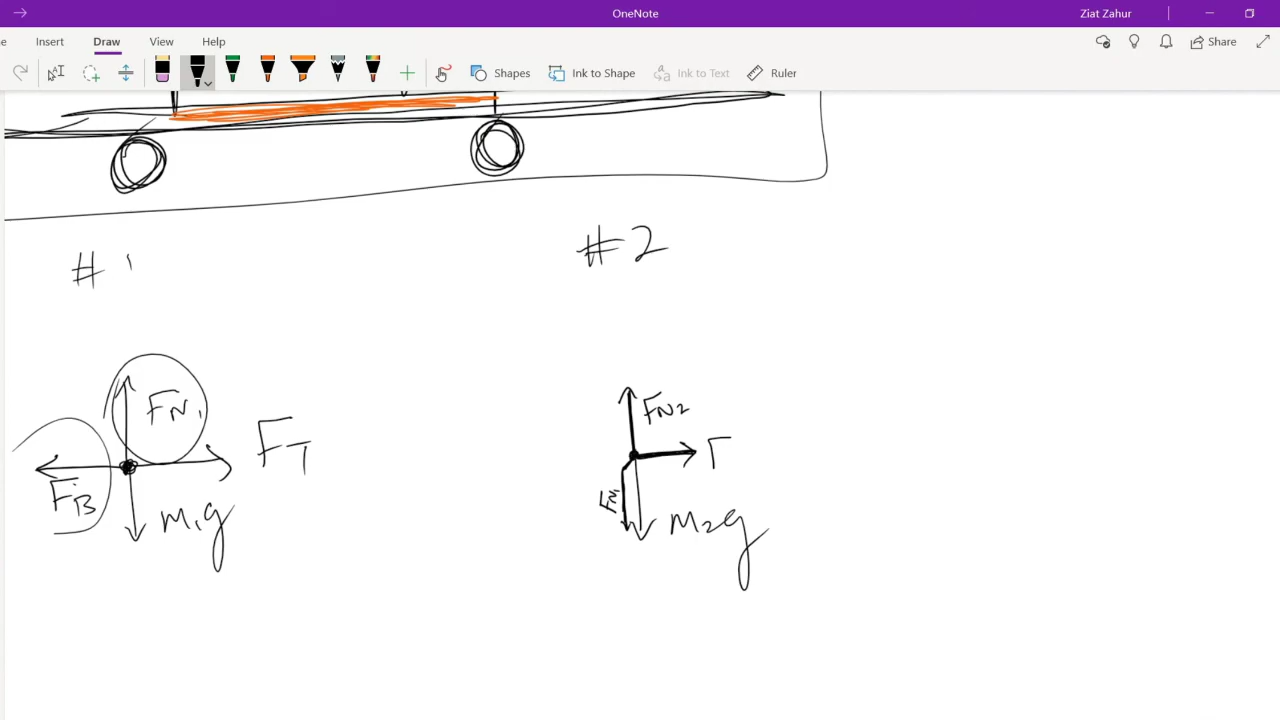 OneNote
Ziat Zahur
Insert
Draw
View
Help
Share
Shapes
Ink to Shape
Ink to Text
Ruler
#1
#2
FN1
FT
FB
m1g
FN2
FN1
m2g